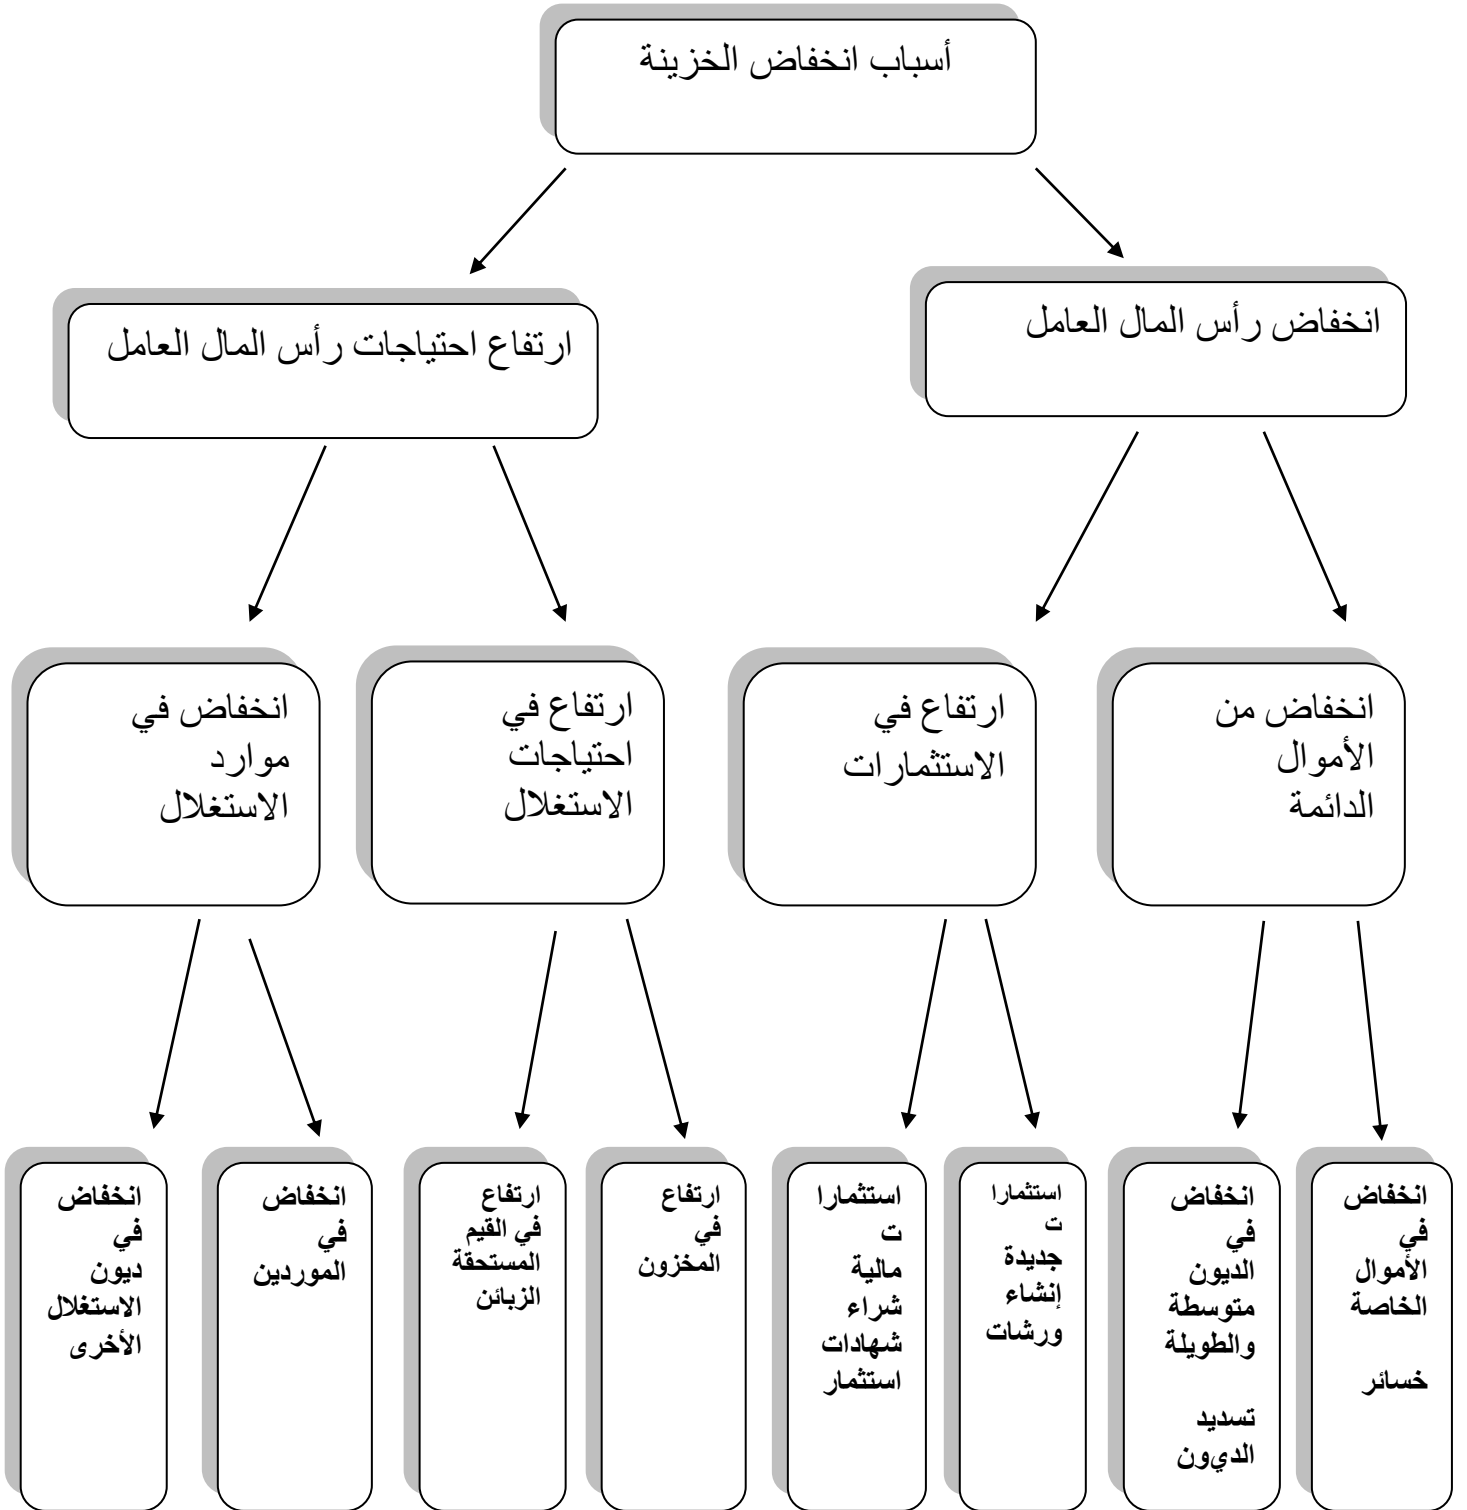 أسباب انخفاض الخزينة
انخفاض رأس المال العامل
ارتفاع احتياجات رأس المال العامل
انخفاض من
الأموال
الدائمة
ارتفاع في
الاستثمارات
ارتفاع في
احتياجات
الاستغلال
انخفاض في
موارد
الاستغلال
انخفاض
في
الأموال
الخاصة
خسائر
انخفاض
في
الديون
متوسطة
والطويلة
تسديد
الديون
استثمارا
ت
جديدة
إنشاء
ورشات
استثمارا
ت
مالية
شراء
شهادات
استثمار
ارتفاع
في
المخزون
ارتفاع
في القيم
المستحقة
الزبائن
انخفاض
في
الموردين
انخفاض
في
ديون
الاستغلال
الأخرى